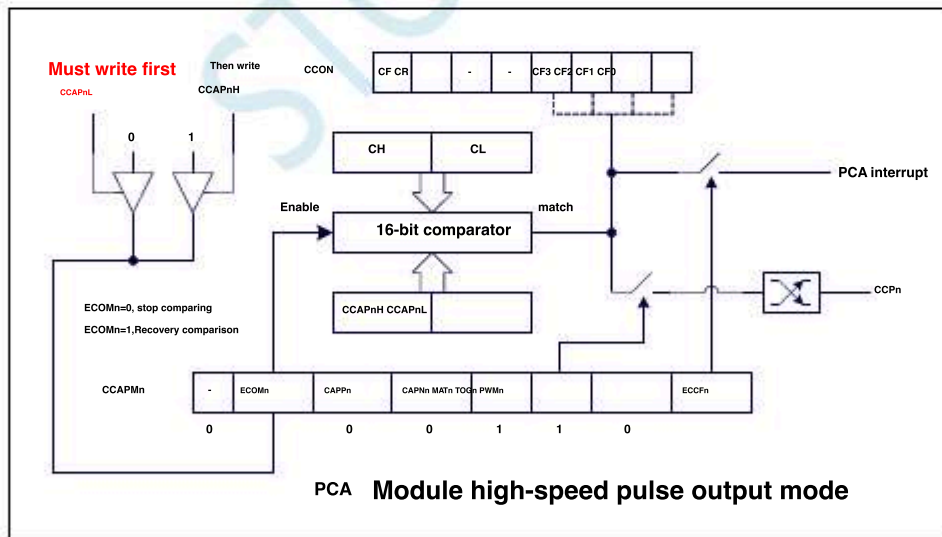 Must write first
Then write
CCON
CF CR
-
-
CF3 CF2 CF1 CF0
CCAPnL
CCAPnH
0
1
CH
CL
PCA interrupt
Enable
match
16-bit comparator
CCPn
ECOMn=0, stop comparing
CCAPnH CCAPnL
ECOMn=1,Recovery comparison
CCAPMn
-
ECOMn
CAPPn
CAPNn MATn TOGn PWMn
ECCFn
0
0
0
1
1
0
PCA Module high-speed pulse output mode
STC